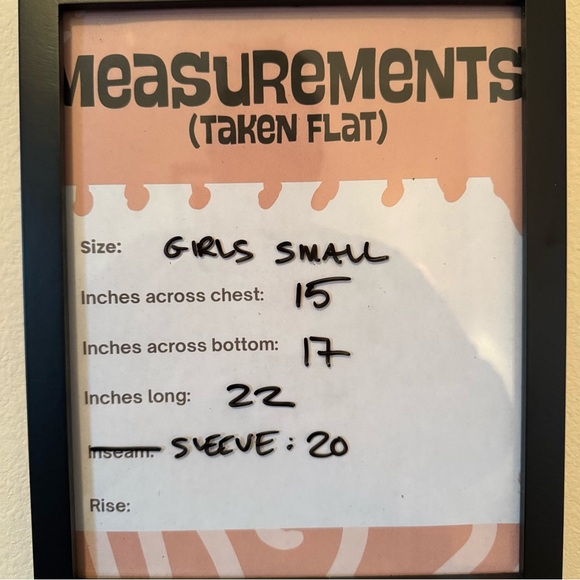 MeasureMents
(Taken Flat)
Size: GIRLS SMALL
Inches across chest: 15
Inches across bottom: 17
Inches long: 22
Inseam: SLEEVE: 20
Rise: